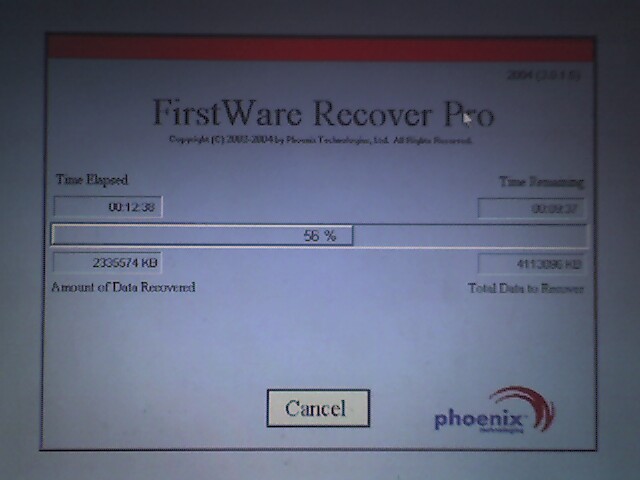 2004 (3.0.1.6)
FirstWare Recover Pro
Copyright (C) 2003-2004 by Phoenix Technologies, Ltd. All Rights Reserved.
Time Elapsed
Time Remaining
00:12:38
00:09:37
56 %
2335574 KB
4113096 KB
Amount of Data Recovered
Total Data to Recover
Cancel
phoenix
technologies